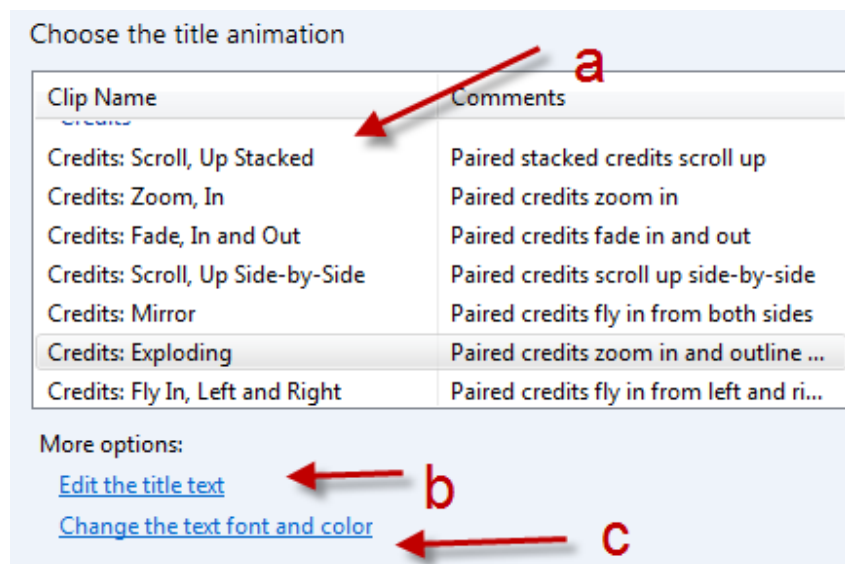 Choose the title animation
a
Clip Name Comments
Credits
Credits: Scroll, Up Stacked Paired stacked credits scroll up
Credits: Zoom, In Paired credits zoom in
Credits: Fade, In and Out Paired credits fade in and out
Credits: Scroll, Up Side-by-Side Paired credits scroll up side-by-side
Credits: Mirror Paired credits fly in from both sides
Credits: Exploding Paired credits zoom in and outline ...
Credits: Fly In, Left and Right Paired credits fly in from left and ri...
More options:
Edit the title text b
Change the text font and color c